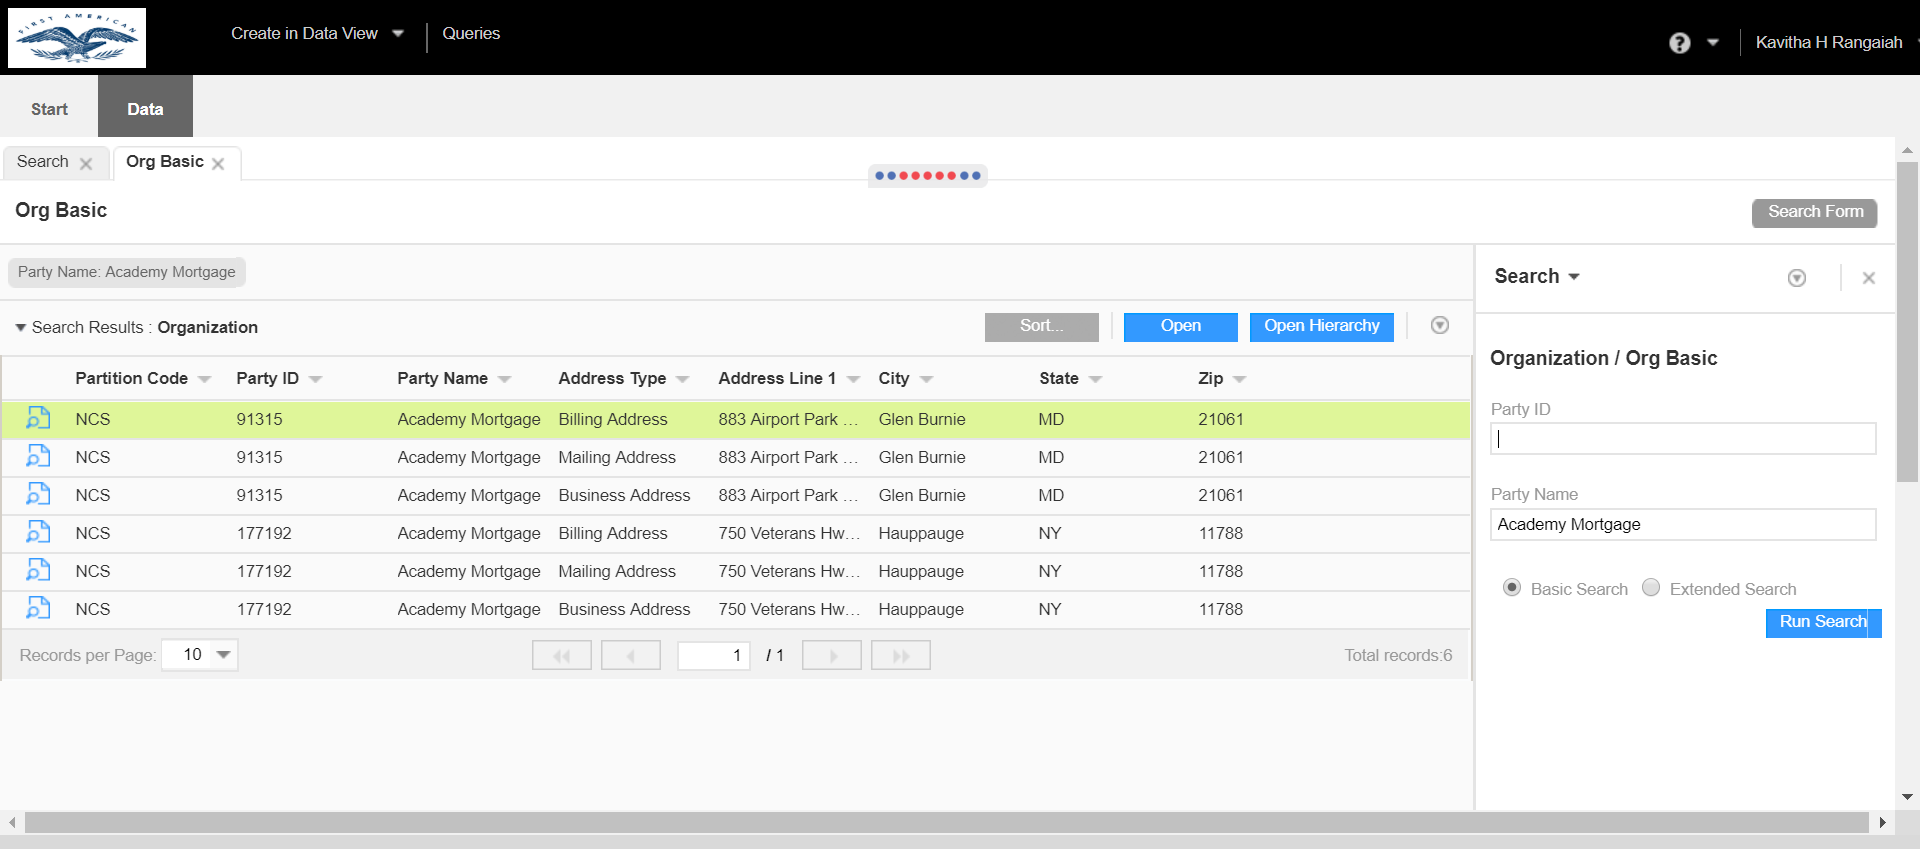 FIRST AMERICAN
Create in Data View
Queries
?
Kavitha H Rangaiah
Start
Data
Search
Org Basic
Org Basic
Search Form
Party Name: Academy Mortgage
Search Results : Organization
Sort...
Open
Open Hierarchy
Partition Code Party ID Party Name Address Type Address Line 1 City State Zip
NCS 91315 Academy Mortgage Billing Address 883 Airport Park ... Glen Burnie MD 21061
NCS 91315 Academy Mortgage Mailing Address 883 Airport Park ... Glen Burnie MD 21061
NCS 91315 Academy Mortgage Business Address 883 Airport Park ... Glen Burnie MD 21061
NCS 177192 Academy Mortgage Billing Address 750 Veterans Hw... Hauppauge NY 11788
NCS 177192 Academy Mortgage Mailing Address 750 Veterans Hw... Hauppauge NY 11788
NCS 177192 Academy Mortgage Business Address 750 Veterans Hw... Hauppauge NY 11788
Records per Page: 10
1 / 1
Total records:6
Search
Organization / Org Basic
Party ID
Party Name
Academy Mortgage
Basic Search
Extended Search
Run Search